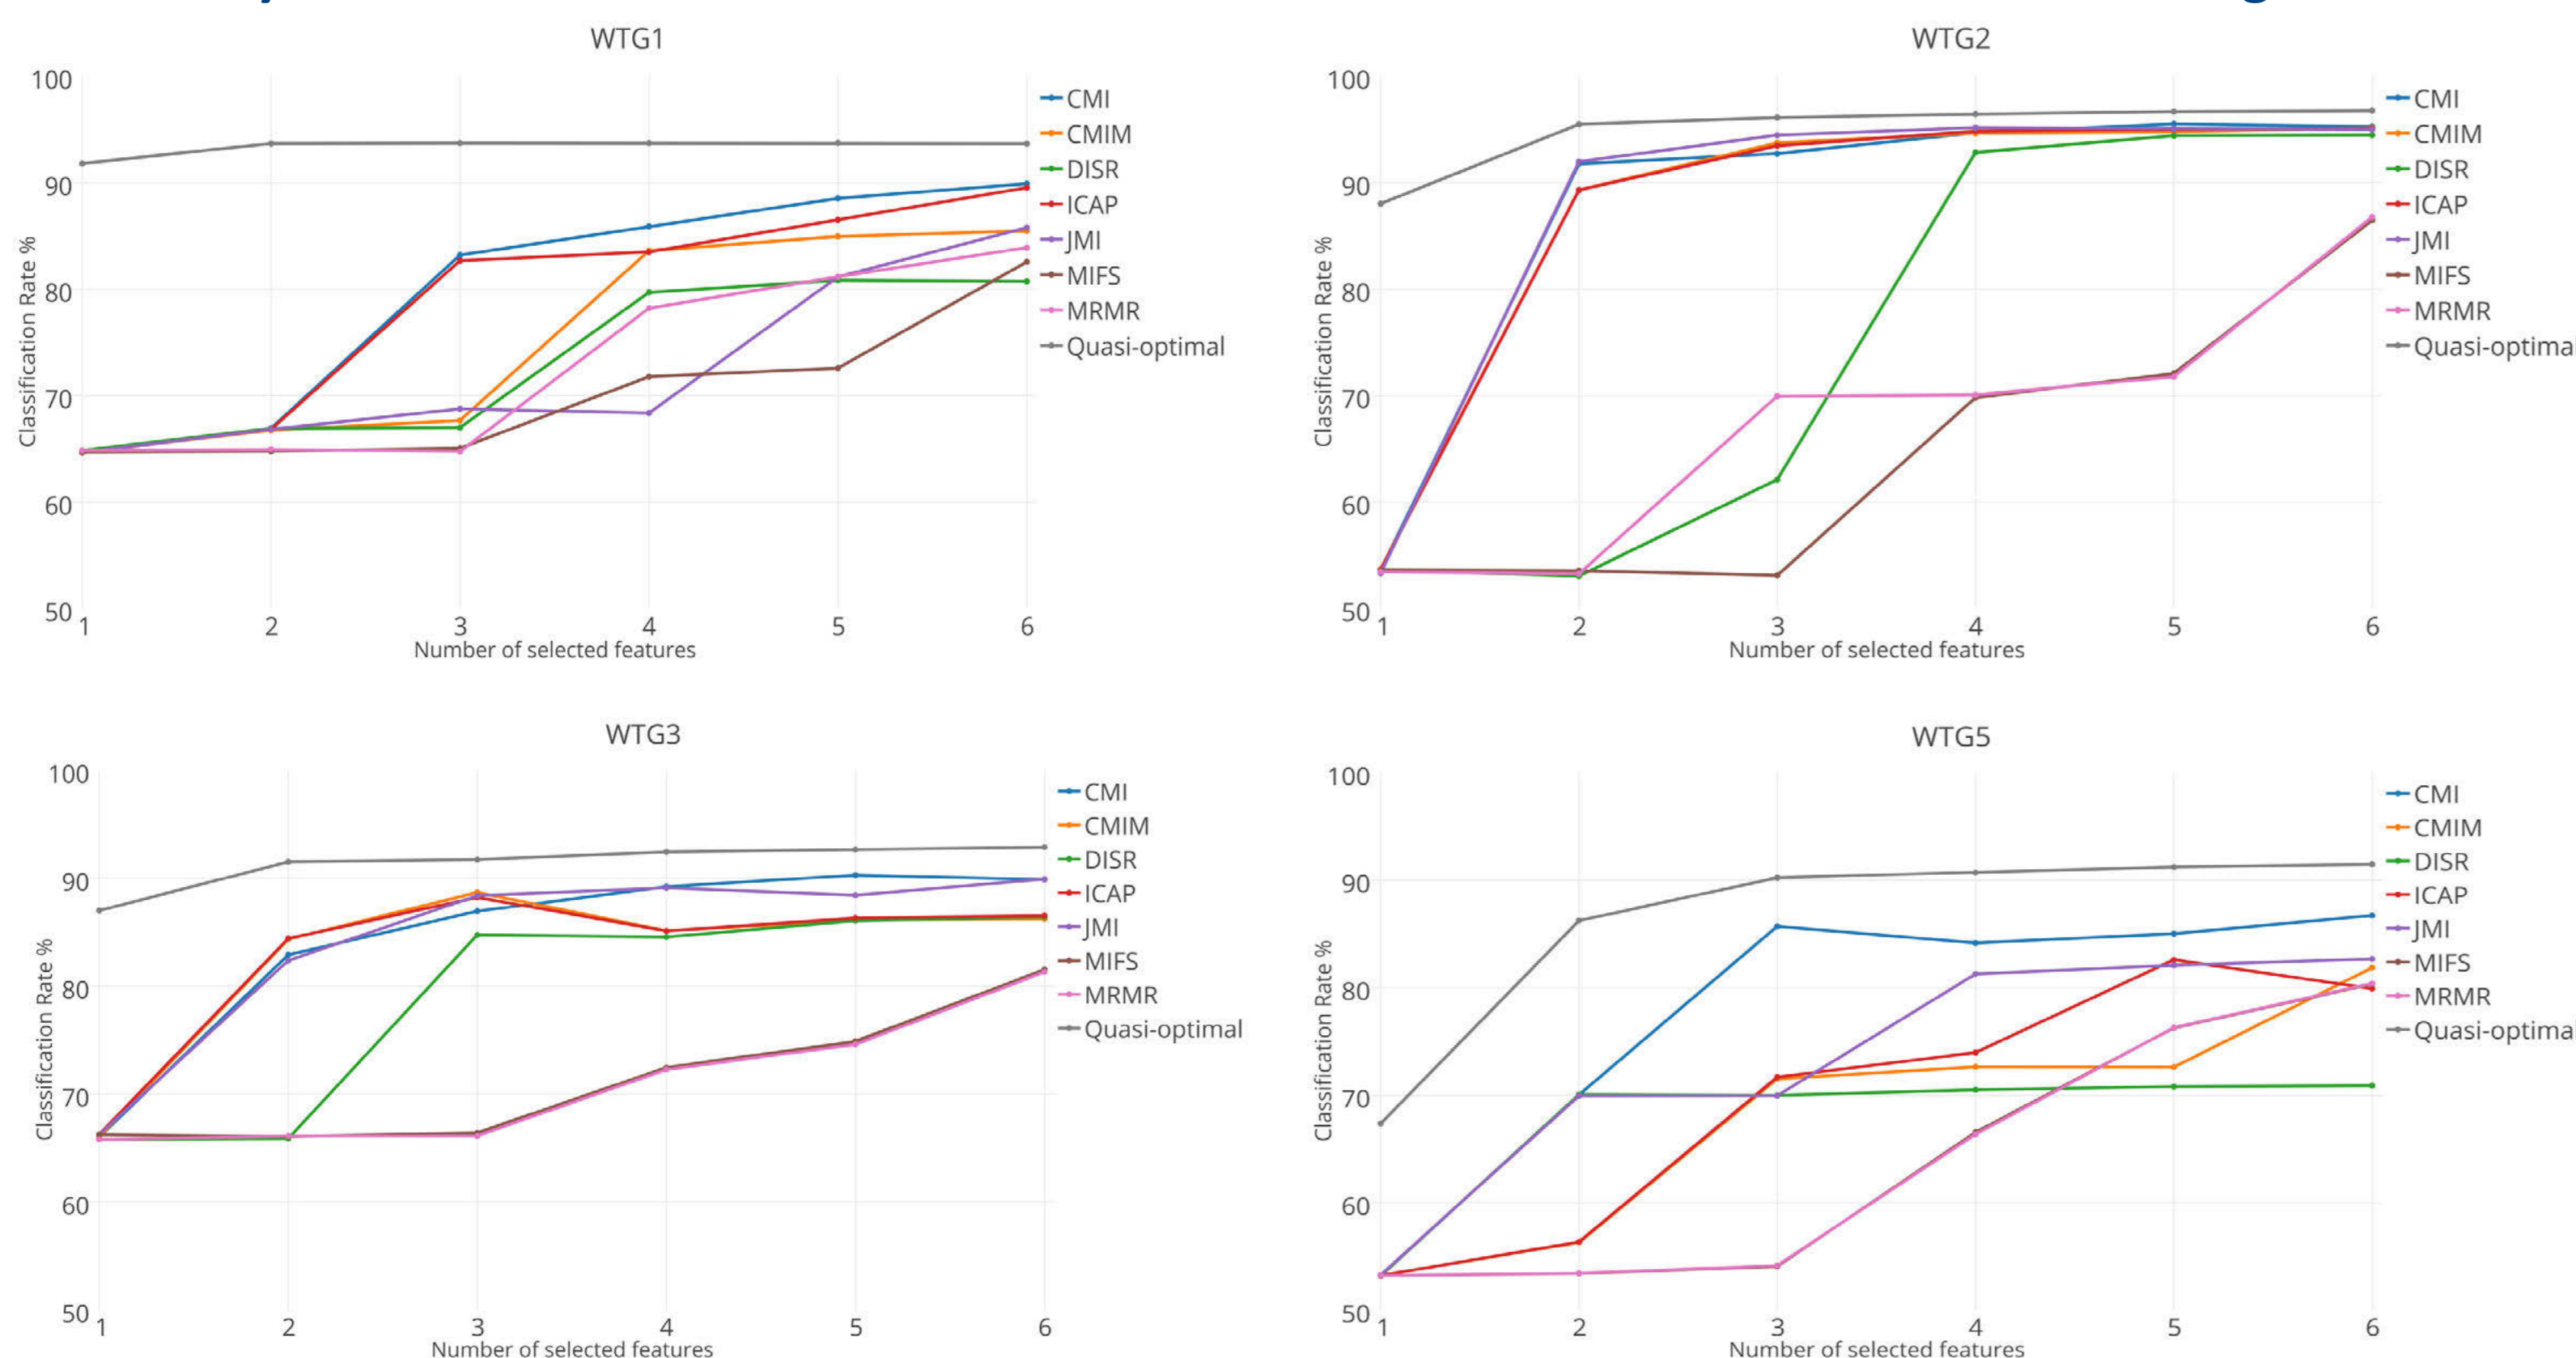 WTG1
100
90
80
70
60
50
Classification Rate %
1 2 3 4 5 6
Number of selected features
CMI
CMIM
DISR
ICAP
JMI
MIFS
MRMR
Quasi-optimal
WTG2
100
90
80
70
60
50
Classification Rate %
1 2 3 4 5 6
Number of selected features
CMI
CMIM
DISR
ICAP
JMI
MIFS
MRMR
Quasi-optimal
WTG3
100
90
80
70
60
50
Classification Rate %
1 2 3 4 5 6
Number of selected features
CMI
CMIM
DISR
ICAP
JMI
MIFS
MRMR
Quasi-optimal
WTG5
100
90
80
70
60
50
Classification Rate %
1 2 3 4 5 6
Number of selected features
CMI
CMIM
DISR
ICAP
JMI
MIFS
MRMR
Quasi-optimal